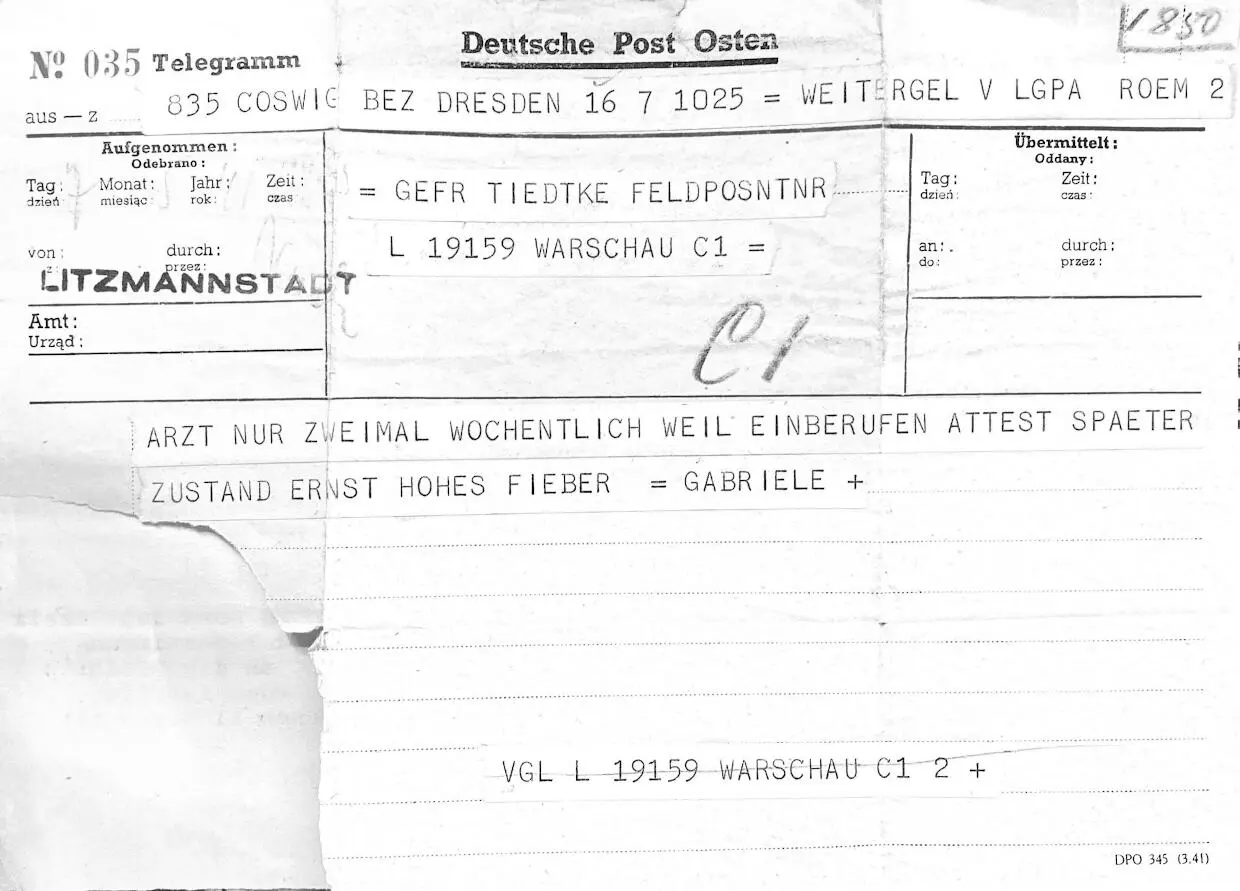 Deutsche Post Osten
V 850
Nº 035 Telegramm
aus — z 835 COSWIG BEZ DRESDEN 16 7 1025 = WEITERGEL V LGPA ROEM 2
Aufgenommen:
Odebrano:
Tag: Monat: Jahr: Zeit:
dzień: miesiąc: rok: czas
von: durch:
z: przez:
LITZMANNSTADT
Amt:
Urząd:
= GEFR TIEDTKE FELDPOSNTNR
L 19159 WARSCHAU C1 =
C1
Übermittelt:
Oddany:
Tag: Zeit:
dzień: czas:
an: durch:
do: przez:
ARZT NUR ZWEIMAL WOCHENTLICH WEIL EINBERUFEN ATTEST SPAETER
ZUSTAND ERNST HOHES FIEBER = GABRIELE +
VGL L 19159 WARSCHAU C1 2 +
DPO 345 (3.41)